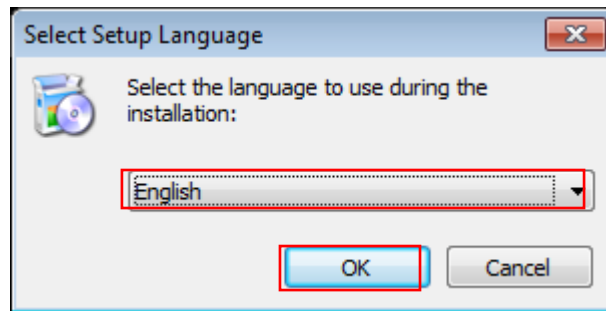 Select Setup Language
Select the language to use during the
installation:
English
OK
Cancel